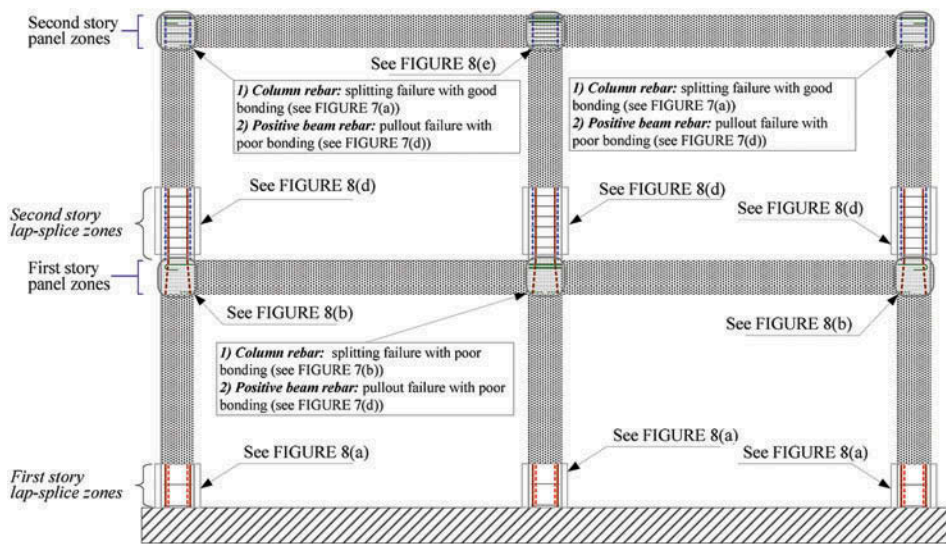 Second story
panel zones
See FIGURE 8(e)
1) Column rebar: splitting failure with good
bonding (see FIGURE 7(a))
2) Positive beam rebar: pullout failure with
poor bonding (see FIGURE 7(d))
1) Column rebar: splitting failure with good
bonding (see FIGURE 7(a))
2) Positive beam rebar: pullout failure with
poor bonding (see FIGURE 7(d))
See FIGURE 8(d)
See FIGURE 8(d)
See FIGURE 8(d)
Second story
lap-splice zones
First story
panel zones
See FIGURE 8(b)
See FIGURE 8(b)
1) Column rebar: splitting failure with poor
bonding (see FIGURE 7(b))
2) Positive beam rebar: pullout failure with poor
bonding (see FIGURE 7(d))
See FIGURE 8(a)
See FIGURE 8(a)
See FIGURE 8(a)
First story
lap-splice zones